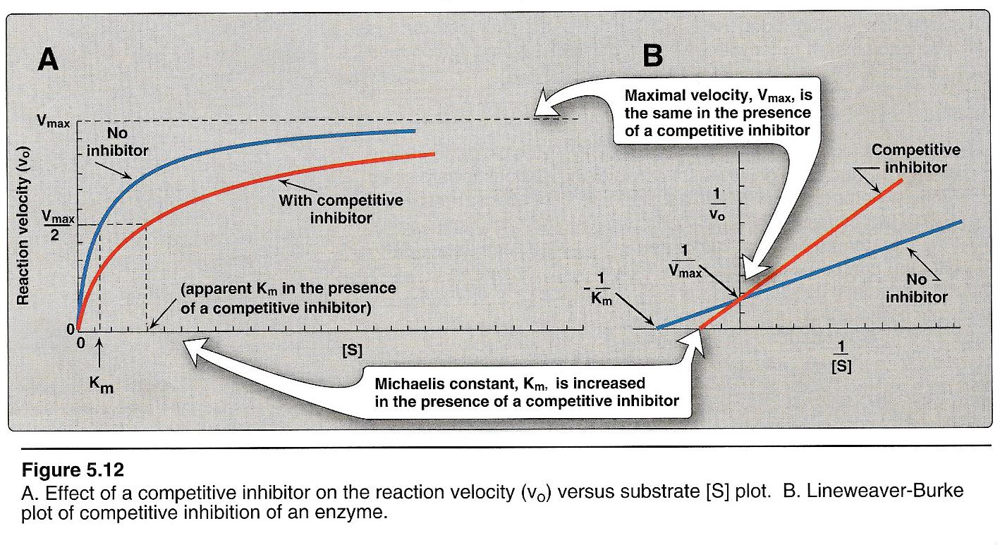 A
Vmax
No
inhibitor
Reaction velocity (vo)
Vmax
2
With competitive
inhibitor
(apparent Km in the presence
of a competitive inhibitor)
0
0
[S]
Km
Michaelis constant, Km, is increased
in the presence of a competitive inhibitor
B
Maximal velocity, Vmax, is
the same in the presence
of a competitive inhibitor
Competitive
inhibitor
1
vo
1
Vmax
- 1
Km
No
inhibitor
1
[S]
Figure 5.12
A. Effect of a competitive inhibitor on the reaction velocity (vo) versus substrate [S] plot. B. Lineweaver-Burke
plot of competitive inhibition of an enzyme.